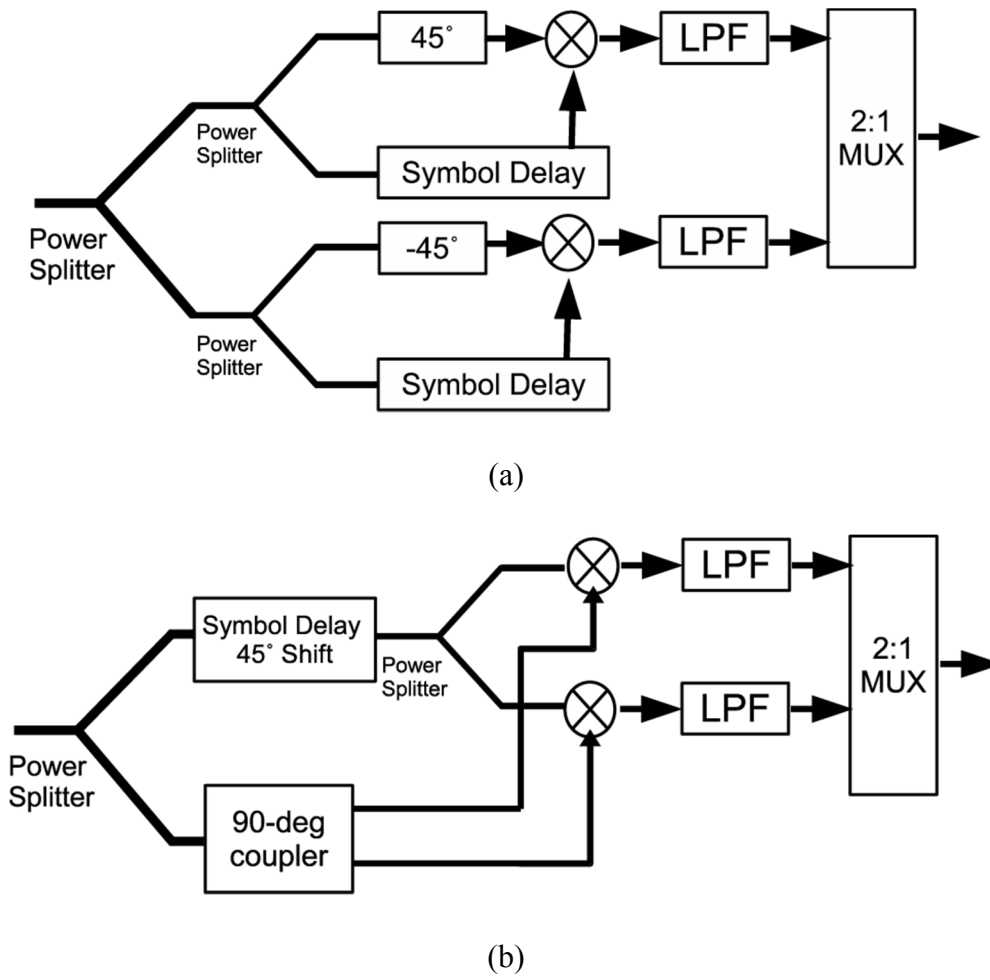 45°
LPF
Power
Splitter
2:1
MUX
Symbol Delay
Power
Splitter
-45°
LPF
Power
Splitter
Symbol Delay
(a)
LPF
Symbol Delay
45° Shift
Power
Splitter
2:1
MUX
LPF
Power
Splitter
90-deg
coupler
(b)